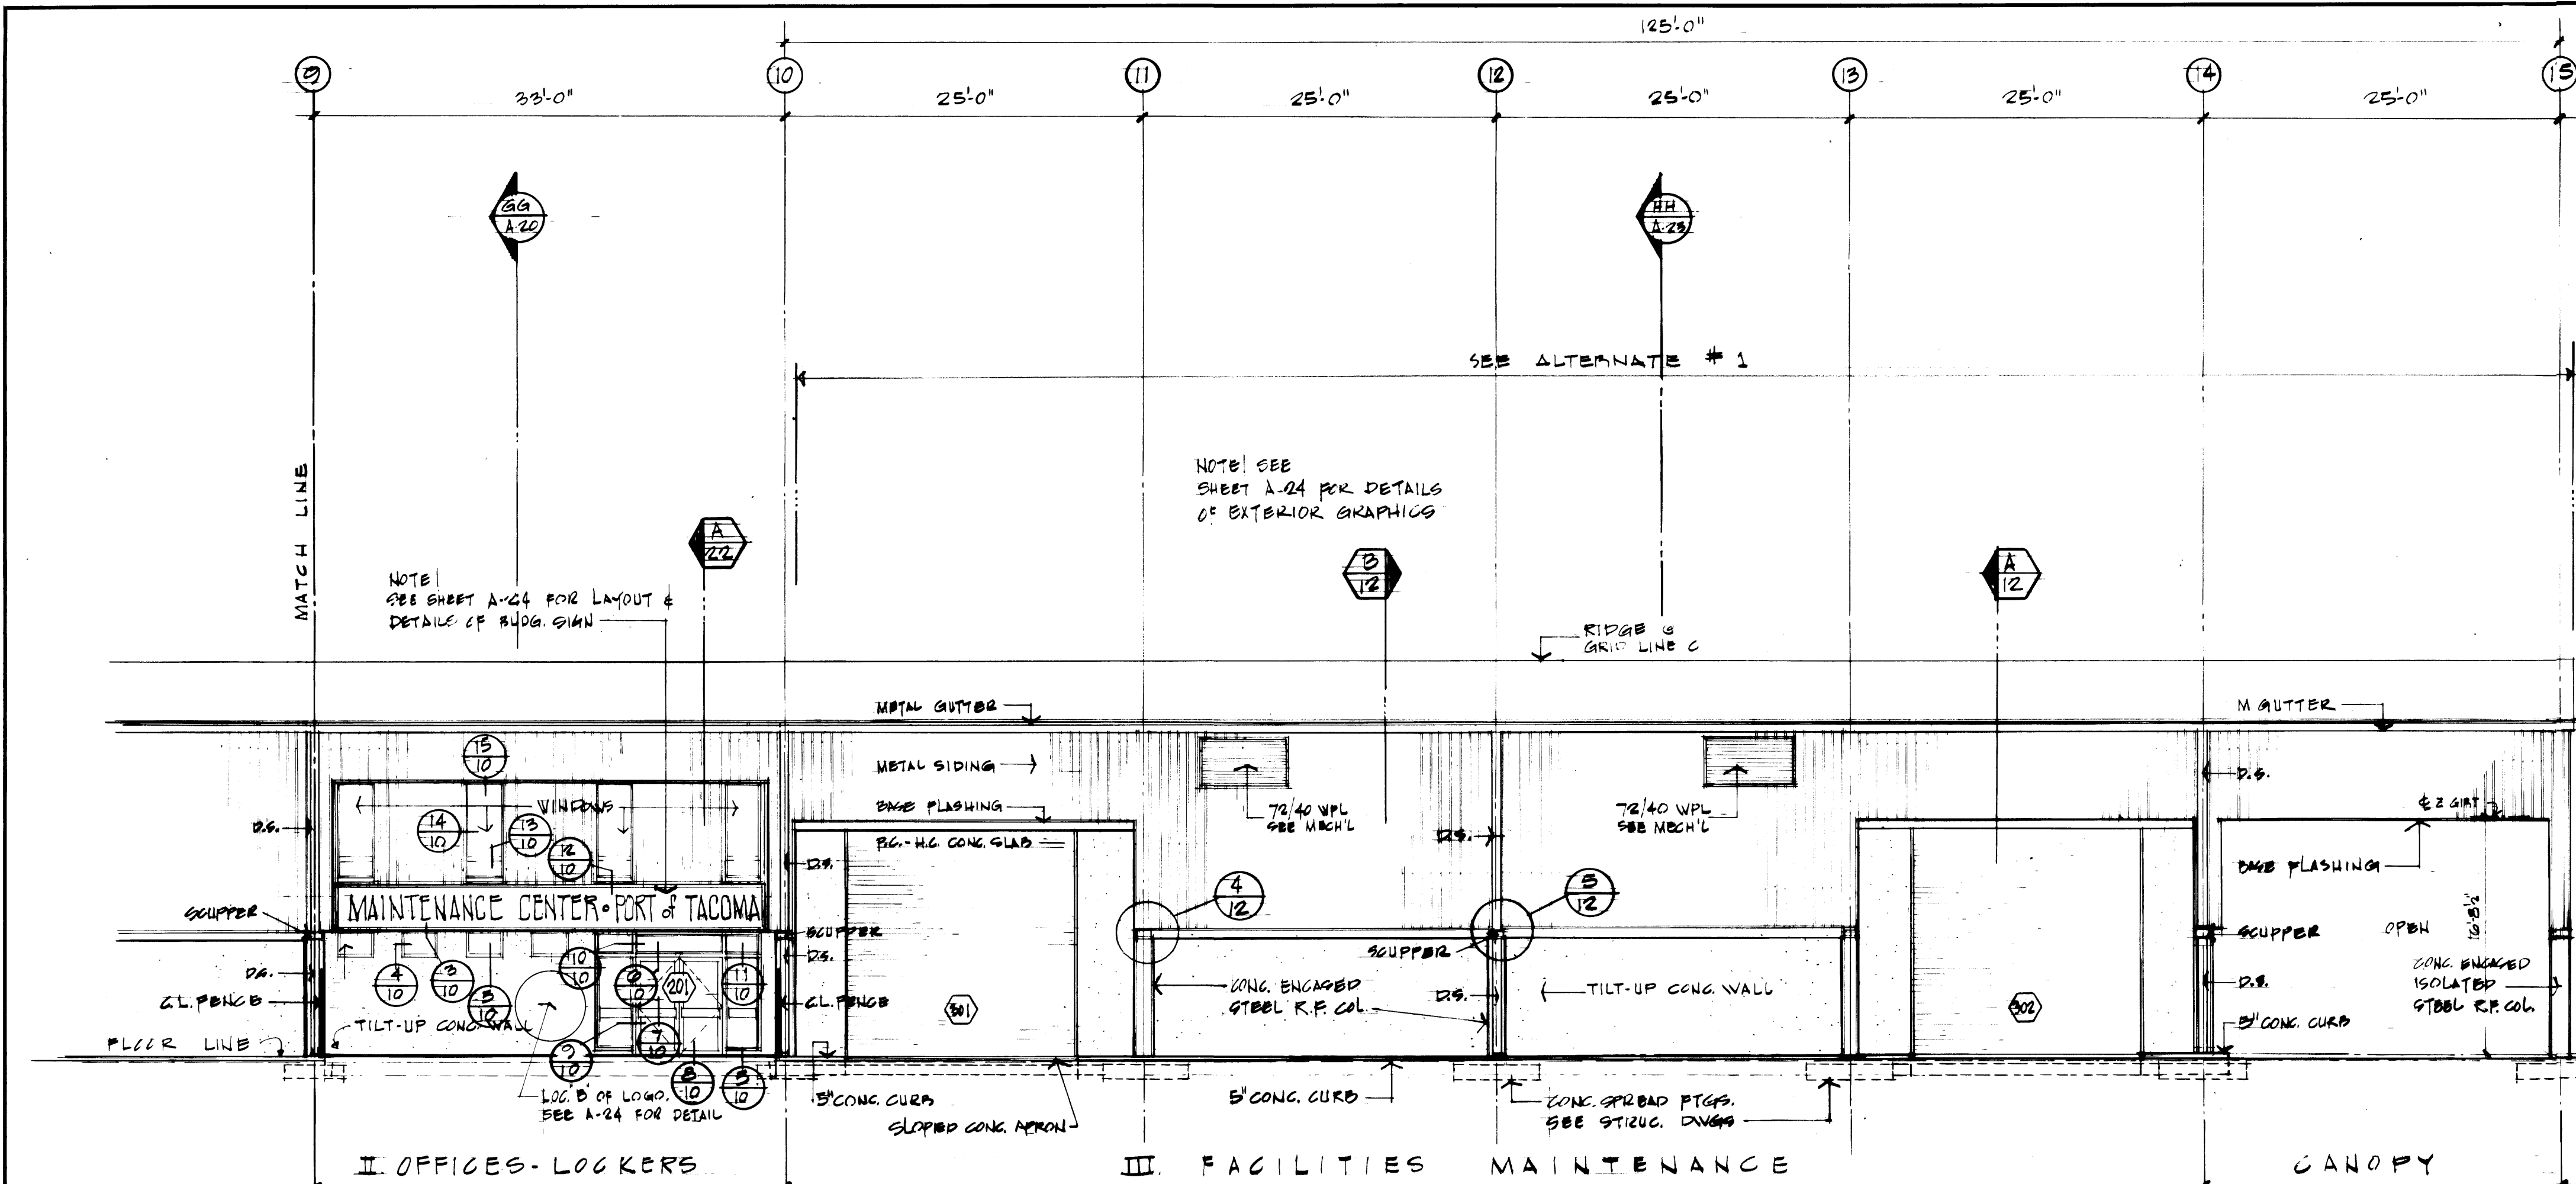 125'-0"
9
10
11
12
13
14
15
33'-0"
25'-0"
25'-0"
25'-0"
25'-0"
25'-0"
GG
A-20
HH
A-23
SEE ALTERNATE # 1
MATCH LINE
NOTE! SEE
SHEET A-24 FOR DETAILS
OF EXTERIOR GRAPHICS
A
22
B
12
A
12
NOTE!
SEE SHEET A-24 FOR LAYOUT &
DETAILS OF BLDG. SIGN
RIDGE @
GRID LINE C
METAL GUTTER
M GUTTER
15
10
METAL SIDING
D.S.
WINDOWS
BASE FLASHING
72/40 WPL
SEE MECH'L
72/40 WPL
SEE MECH'L
℄ Z GIRT
D.S.
14
10
13
10
12
10
P.C.-H.C. CONC. SLAB
D.S.
D.S.
BASE FLASHING
4
12
5
12
MAINTENANCE CENTER • PORT of TACOMA
SCUPPER
SCUPPER
SCUPPER
SCUPPER
OPEN
16'-8½"
D.S.
D.S.
4
10
3
10
5
10
10
10
6
10
201
11
10
C.L. FENCE
C.L. FENCE
301
CONC. ENCASED
STEEL R.F. COL.
D.S.
TILT-UP CONC. WALL
302
D.S.
CONC. ENCASED
ISOLATED
STEEL R.F. COL.
TILT-UP CONC. WALL
5" CONC. CURB
FLOOR LINE
9
10
7
10
8
10
5
10
LOC. 'B' OF LOGO.
SEE A-24 FOR DETAIL
5" CONC. CURB
SLOPED CONC. APRON
5" CONC. CURB
CONC. SPREAD FTGS.
SEE STRUC. DWGS
II. OFFICES-LOCKERS
III. FACILITIES MAINTENANCE
CANOPY